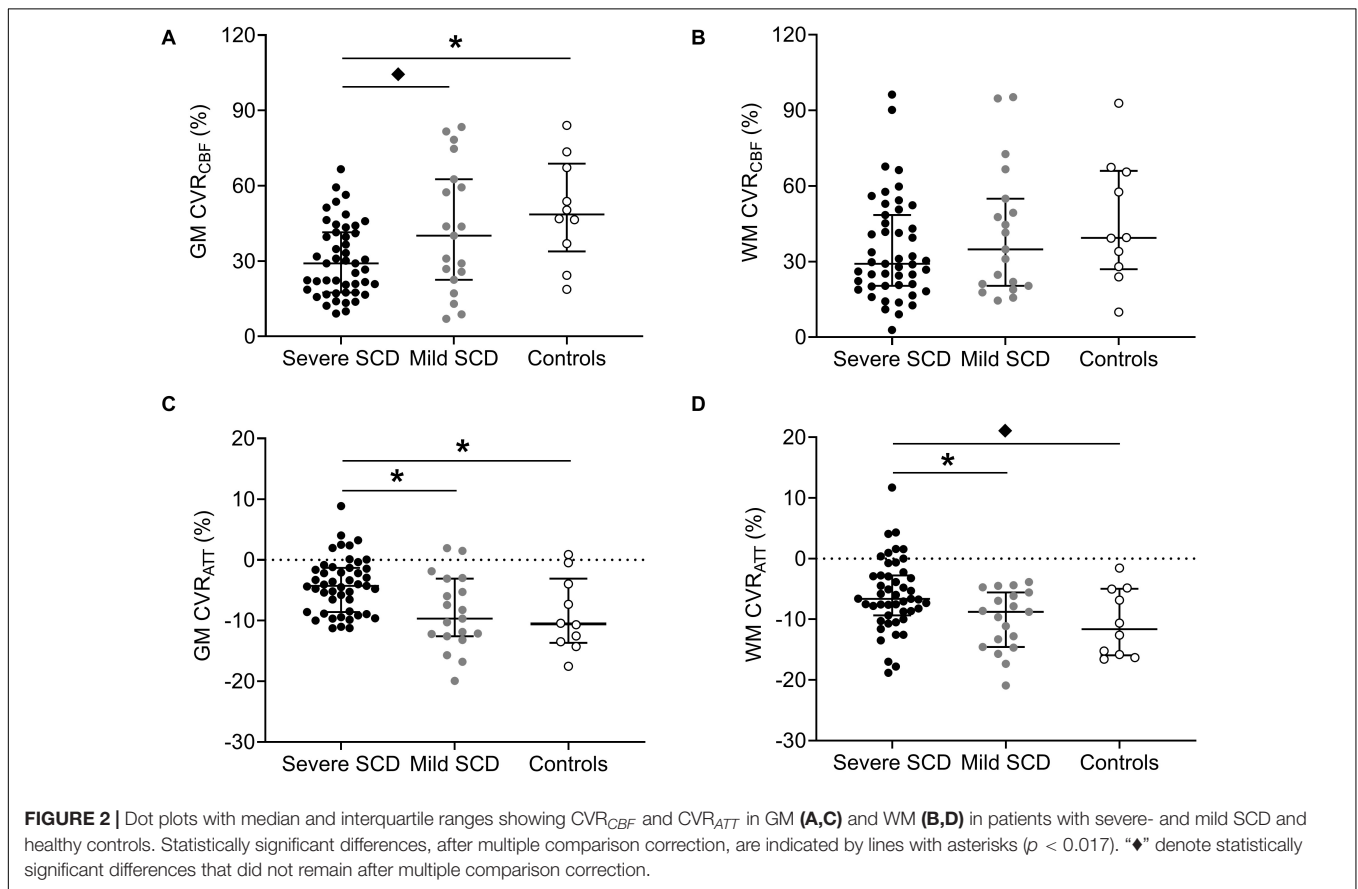 A
GM CVR_CBF (%)
120
90
60
30
0
*
◆
Severe SCD Mild SCD Controls
B
WM CVR_CBF (%)
120
90
60
30
0
Severe SCD Mild SCD Controls
C
GM CVR_ATT (%)
20
10
0
-10
-20
-30
*
*
Severe SCD Mild SCD Controls
D
WM CVR_ATT (%)
20
10
0
-10
-20
-30
◆
*
Severe SCD Mild SCD Controls
FIGURE 2 | Dot plots with median and interquartile ranges showing CVR_CBF and CVR_ATT in GM (A,C) and WM (B,D) in patients with severe- and mild SCD and
healthy controls. Statistically significant differences, after multiple comparison correction, are indicated by lines with asterisks (p < 0.017). “◆” denote statistically
significant differences that did not remain after multiple comparison correction.